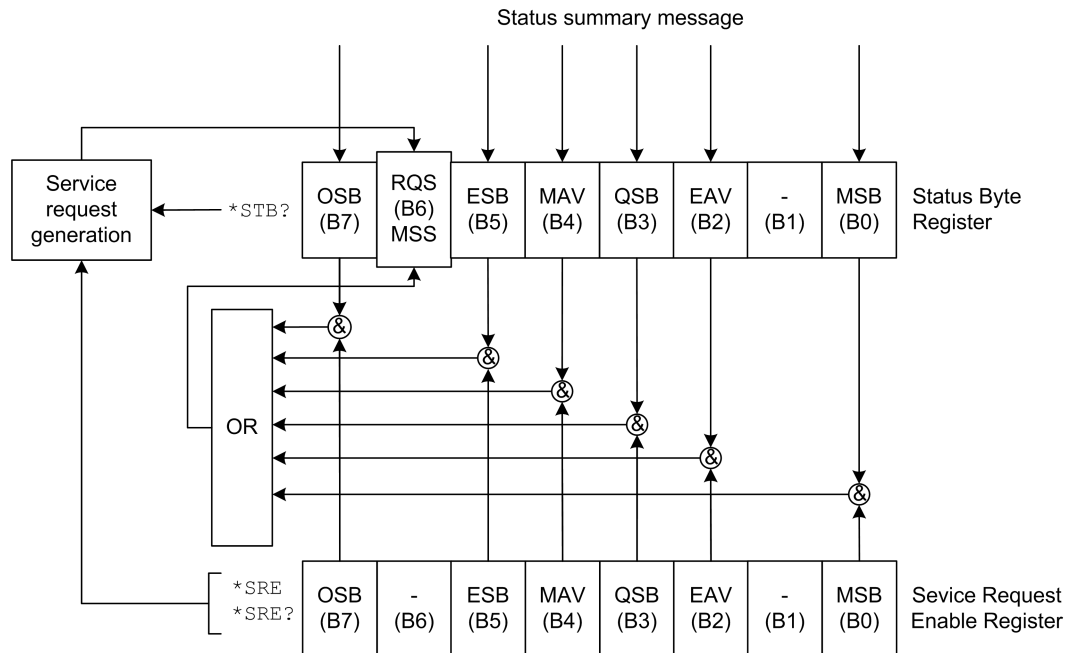 Status summary message
Service
request
generation
*STB?
OSB
(B7)
RQS
(B6)
MSS
ESB
(B5)
MAV
(B4)
QSB
(B3)
EAV
(B2)
-
(B1)
MSB
(B0)
Status Byte
Register
&
&
&
&
&
&
OR
*SRE
*SRE?
OSB
(B7)
-
(B6)
ESB
(B5)
MAV
(B4)
QSB
(B3)
EAV
(B2)
-
(B1)
MSB
(B0)
Sevice Request
Enable Register